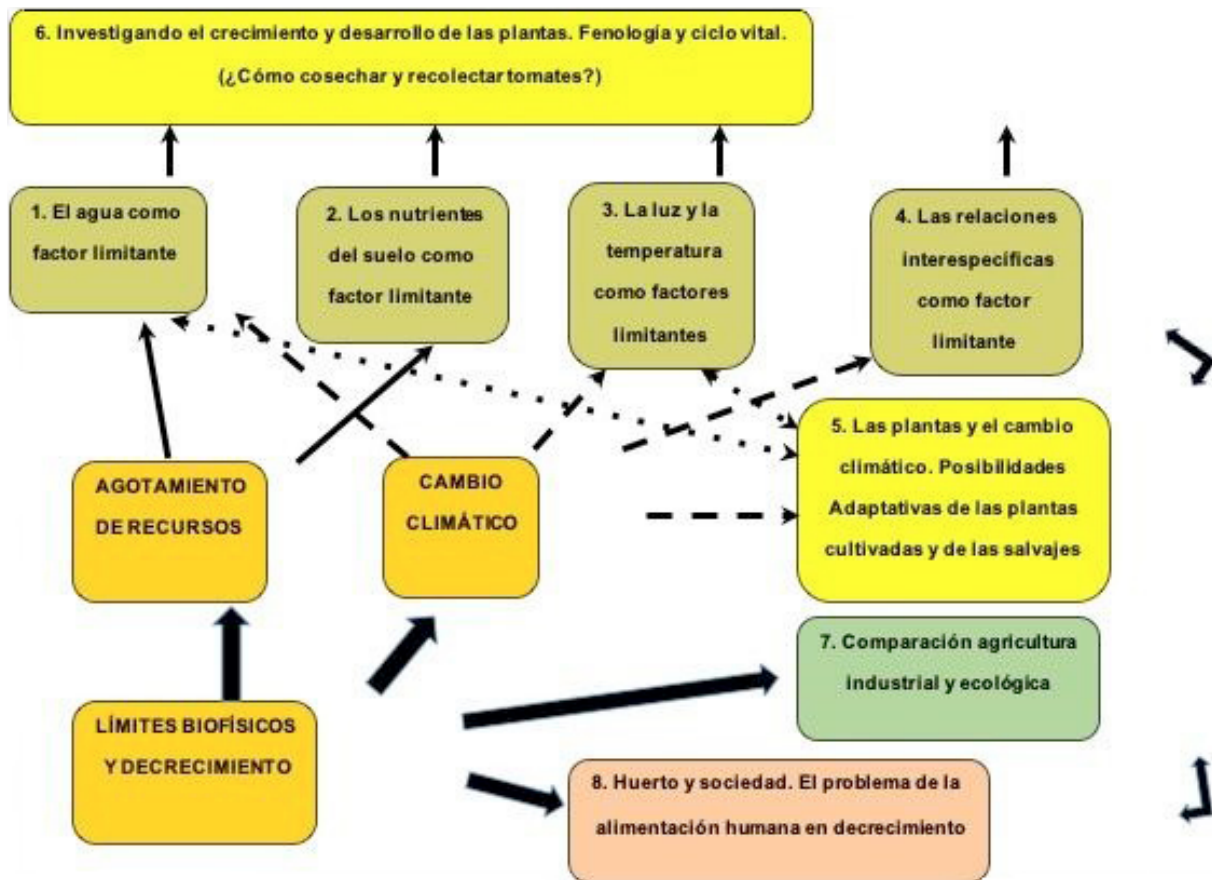 6. Investigando el crecimiento y desarrollo de las plantas. Fenología y ciclo vital.
(¿Cómo cosechar y recolectar tomates?)
1. El agua como
factor limitante
2. Los nutrientes
del suelo como
factor limitante
3. La luz y la
temperatura
como factores
limitantes
4. Las relaciones
interespecíficas
como factor
limitante
AGOTAMIENTO
DE RECURSOS
CAMBIO
CLIMÁTICO
5. Las plantas y el cambio
climático. Posibilidades
Adaptativas de las plantas
cultivadas y de las salvajes
LÍMITES BIOFÍSICOS
Y DECRECIMIENTO
7. Comparación agricultura
industrial y ecológica
8. Huerto y sociedad. El problema de la
alimentación humana en decrecimiento